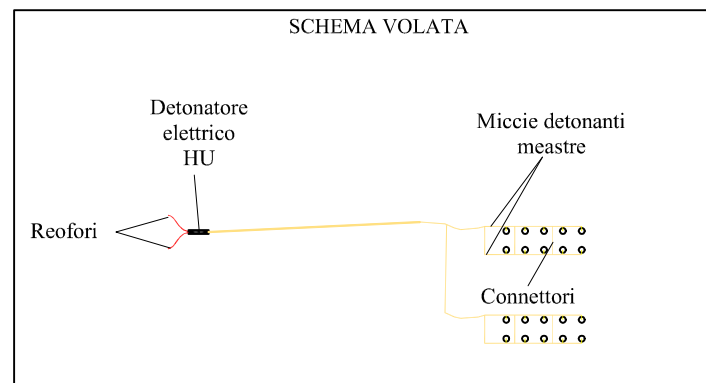 SCHEMA VOLATA
Detonatore
elettrico
HU
Miccie detonanti
meastre
Reofori
Connettori